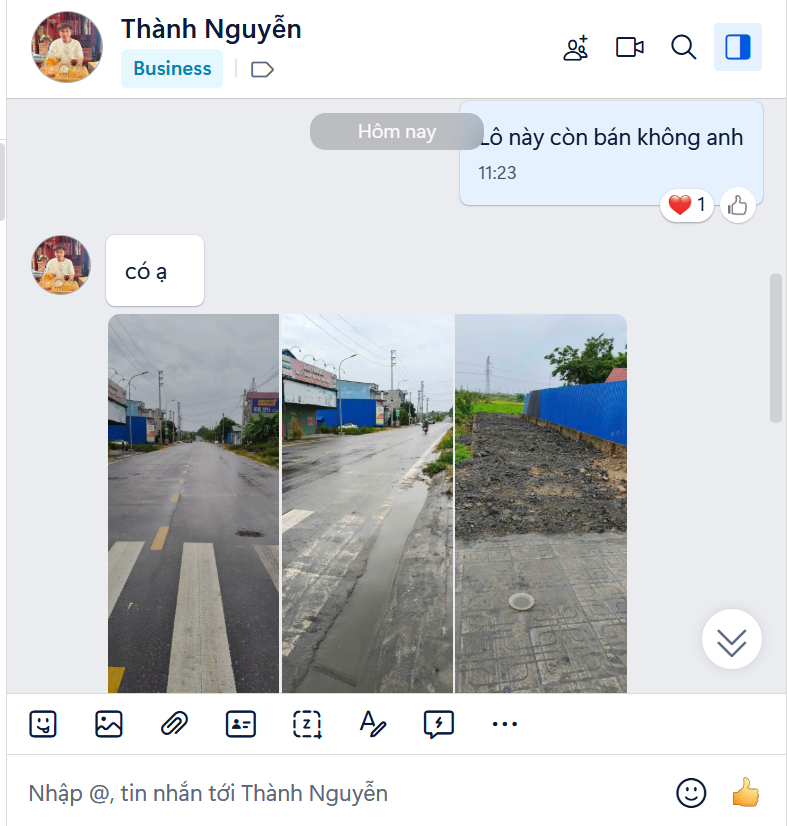 Thành Nguyễn
Business
Hôm nay
Lô này còn bán không anh
11:23
1
có ạ
Nhập @, tin nhắn tới Thành Nguyễn